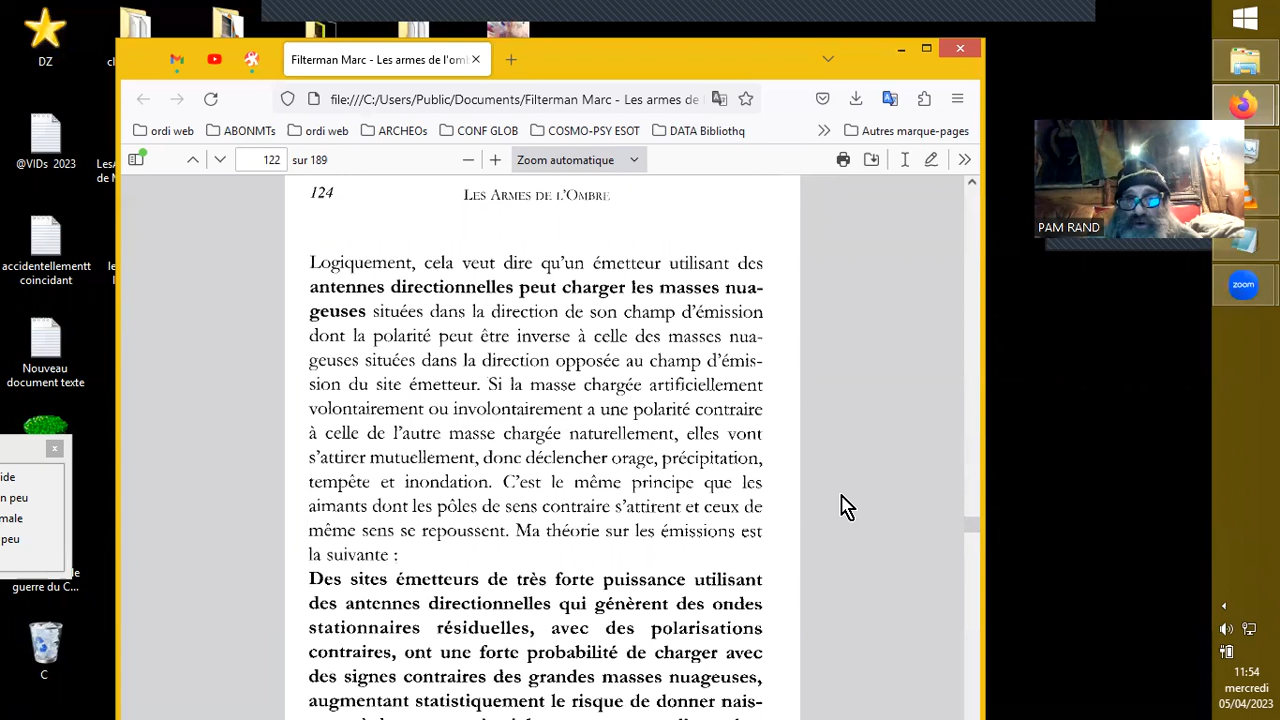 DZ
Filterman Marc - Les armes de l'om
file:///C:/Users/Public/Documents/Filterman Marc - Les armes de
ordi web
ABONMTs
ordi web
ARCHEOs
CONF GLOB
COSMO-PSY ESOT
DATA Bibliothq
Autres marque-pages
122 sur 189
Zoom automatique
@VIDs 2023
accidentellementt
coincidant
Nouveau
document texte
guerre du C...
C
124
LES ARMES DE L'OMBRE
Logiquement, cela veut dire qu'un émetteur utilisant des
antennes directionnelles peut charger les masses nua-
geuses situées dans la direction de son champ d'émission
dont la polarité peut être inverse à celle des masses nua-
geuses situées dans la direction opposée au champ d'émis-
sion du site émetteur. Si la masse chargée artificiellement
volontairement ou involontairement a une polarité contraire
à celle de l'autre masse chargée naturellement, elles vont
s'attirer mutuellement, donc déclencher orage, précipitation,
tempête et inondation. C'est le même principe que les
aimants dont les pôles de sens contraire s'attirent et ceux de
même sens se repoussent. Ma théorie sur les émissions est
la suivante :
Des sites émetteurs de très forte puissance utilisant
des antennes directionnelles qui génèrent des ondes
stationnaires résiduelles, avec des polarisations
contraires, ont une forte probabilité de charger avec
des signes contraires des grandes masses nuageuses,
augmentant statistiquement le risque de donner nais-
PAM RAND
zoom
11:54
mercredi
05/04/2023